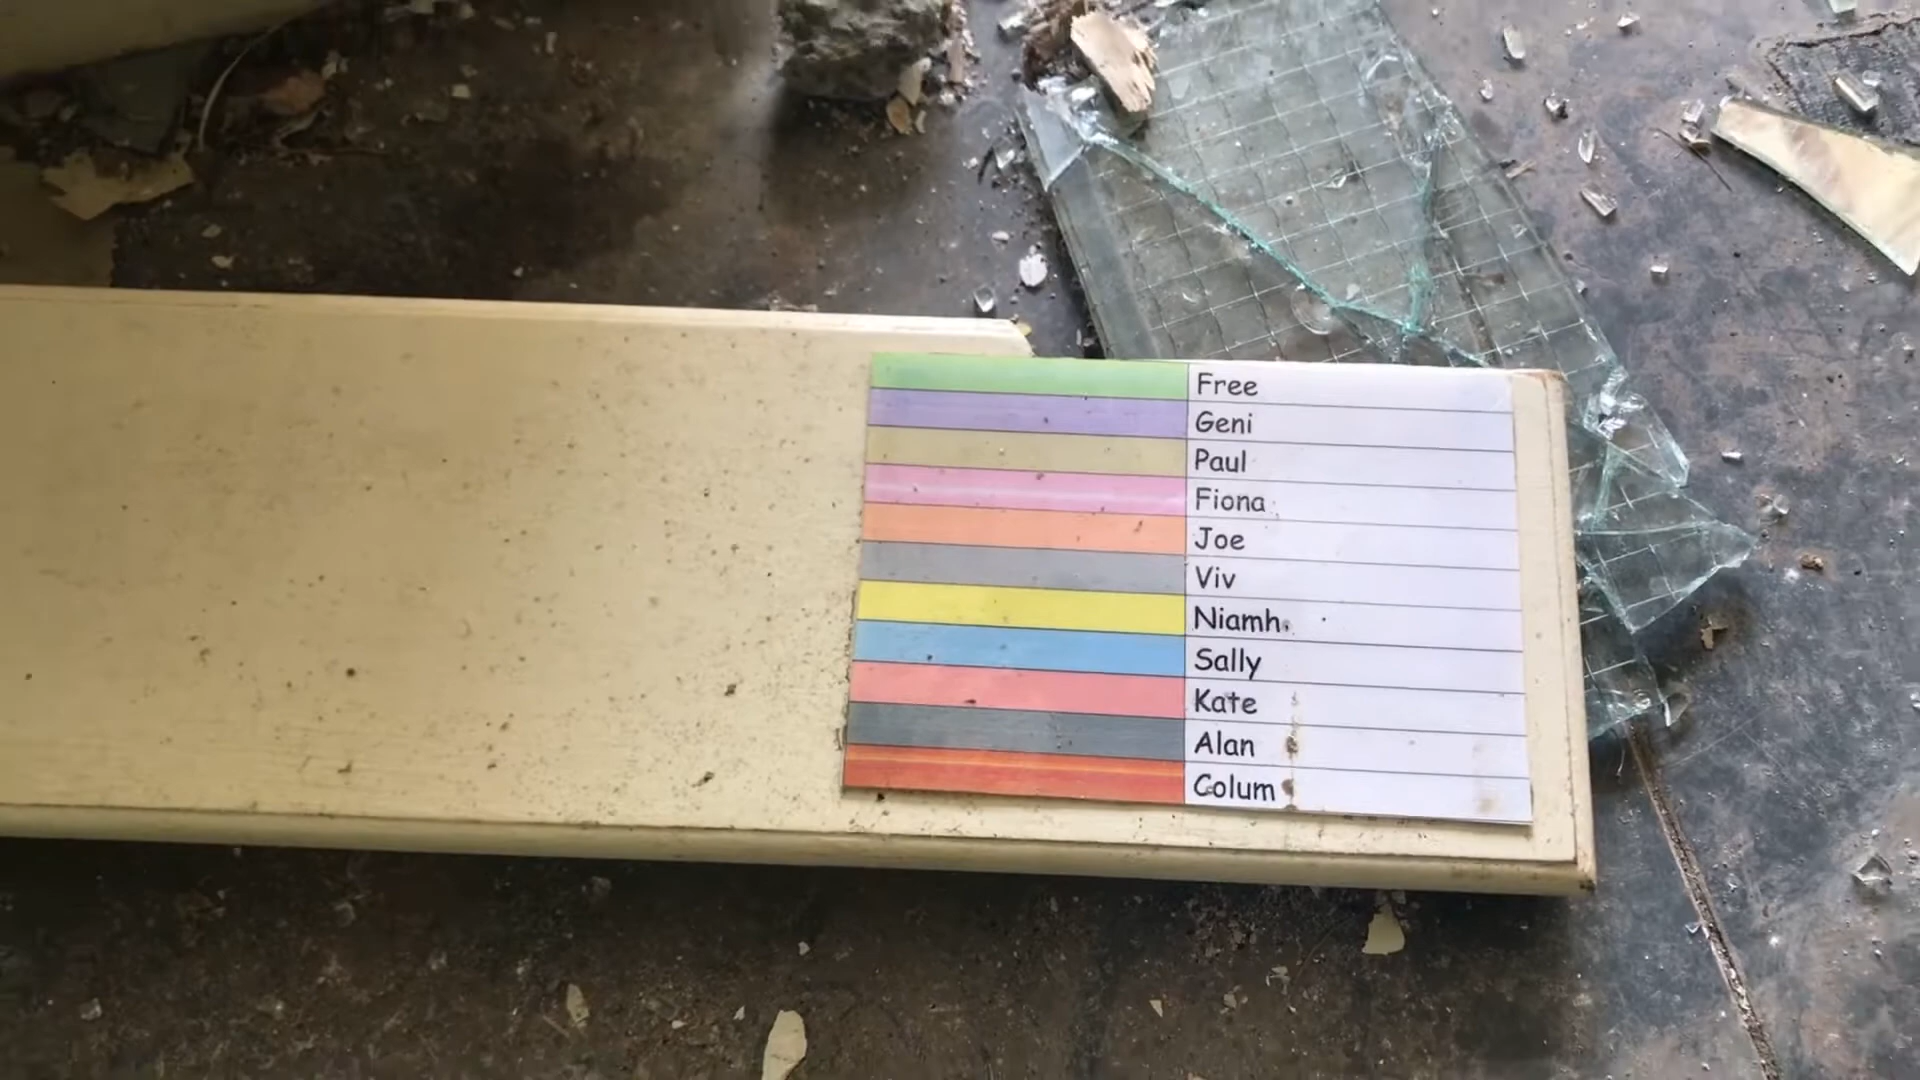 Free
Geni
Paul
Fiona
Joe
Viv
Niamh
Sally
Kate
Alan
Colum